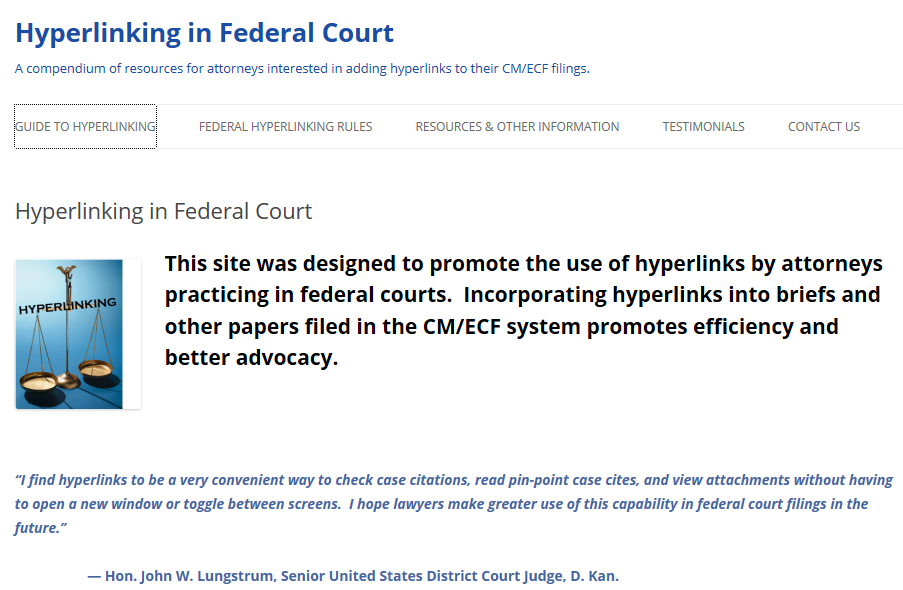 Hyperlinking in Federal Court
A compendium of resources for attorneys interested in adding hyperlinks to their CM/ECF filings.
GUIDE TO HYPERLINKING FEDERAL HYPERLINKING RULES RESOURCES & OTHER INFORMATION TESTIMONIALS CONTACT US
Hyperlinking in Federal Court
HYPERLINKING
This site was designed to promote the use of hyperlinks by attorneys
practicing in federal courts.  Incorporating hyperlinks into briefs and
other papers filed in the CM/ECF system promotes efficiency and
better advocacy.
“I find hyperlinks to be a very convenient way to check case citations, read pin-point case cites, and view attachments without having
to open a new window or toggle between screens.  I hope lawyers make greater use of this capability in federal court filings in the
future.”
— Hon. John W. Lungstrum, Senior United States District Court Judge, D. Kan.